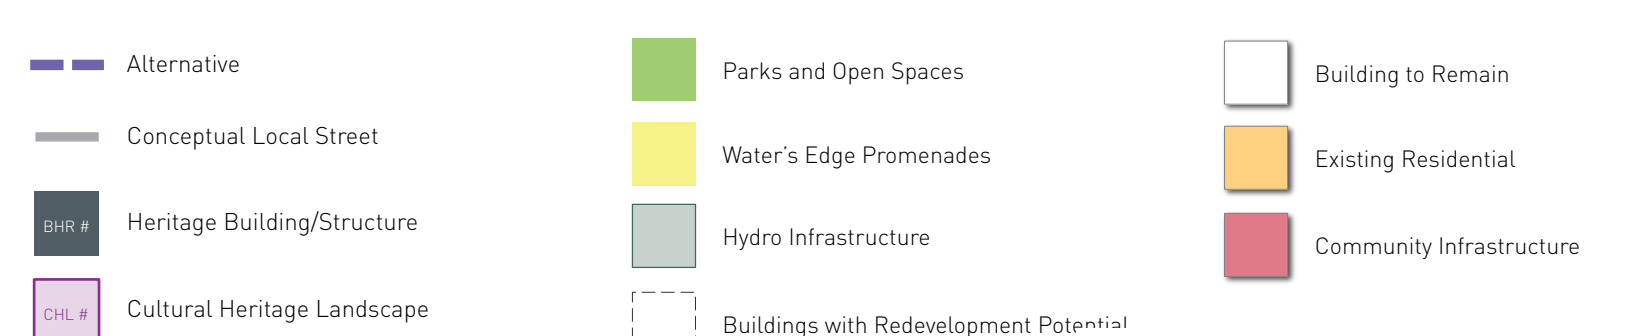 Alternative
Conceptual Local Street
BHR #
Heritage Building/Structure
CHL #
Cultural Heritage Landscape
Parks and Open Spaces
Water's Edge Promenades
Hydro Infrastructure
Buildings with Redevelopment Potential
Building to Remain
Existing Residential
Community Infrastructure